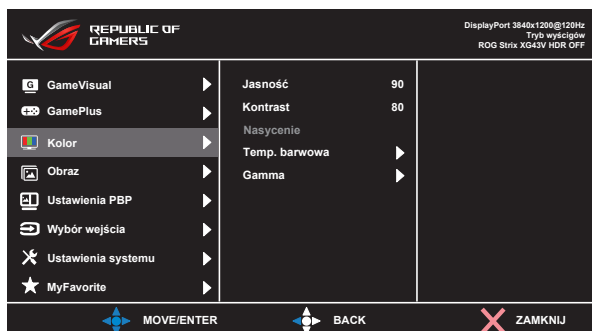 REPUBLIC OF
GAMERS
DisplayPort 3840x1200@120Hz
Tryb wyścigów
ROG Strix XG43V HDR OFF
G GameVisual
GamePlus
Kolor
Obraz
Ustawienia PBP
Wybór wejścia
Ustawienia systemu
MyFavorite
Jasność 90
Kontrast 80
Nasycenie
Temp. barwowa
Gamma
MOVE/ENTER
BACK
ZAMKNIJ